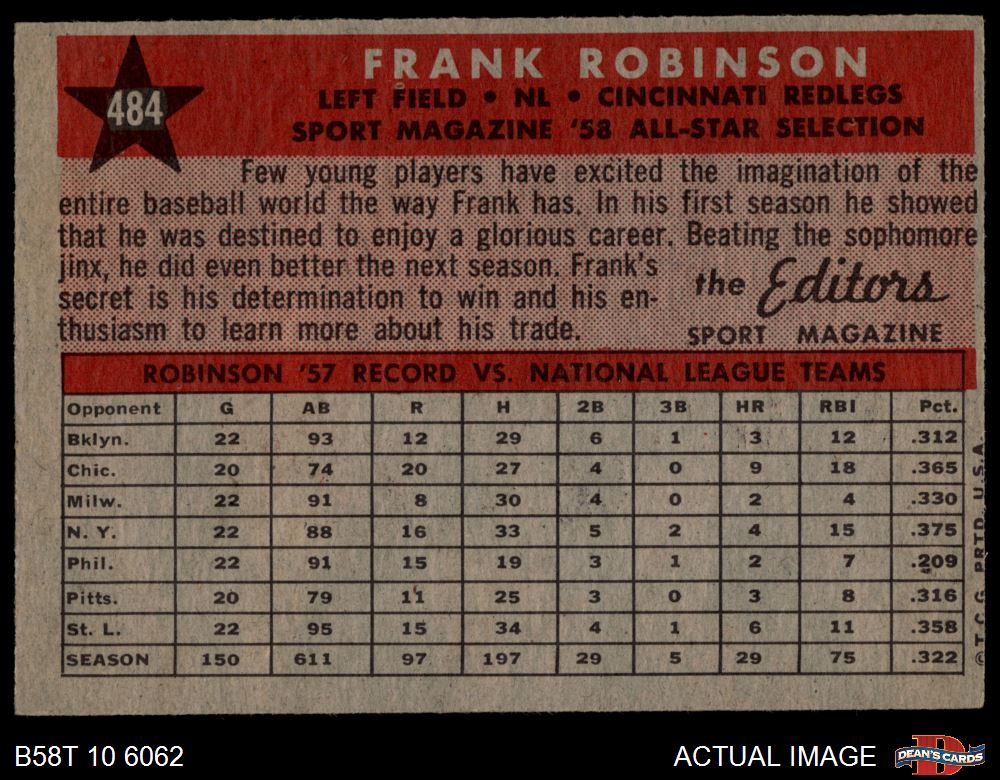 FRANK ROBINSON
484
LEFT FIELD • NL • CINCINNATI REDLEGS
SPORT MAGAZINE '58 ALL-STAR SELECTION
Few young players have excited the imagination of the
entire baseball world the way Frank has. In his first season he showed
that he was destined to enjoy a glorious career. Beating the sophomore
jinx, he did even better the next season. Frank's
secret is his determination to win and his en-
thusiasm to learn more about his trade.
the Editors
SPORT MAGAZINE
ROBINSON '57 RECORD VS. NATIONAL LEAGUE TEAMS
Opponent G AB R H 2B 3B HR RBI Pct.
Bklyn. 22 93 12 29 6 1 3 12 .312
Chic. 20 74 20 27 4 0 9 18 .365
Milw. 22 91 8 30 4 0 2 4 .330
N. Y. 22 88 16 33 5 2 4 15 .375
Phil. 22 91 15 19 3 1 2 7 .209
Pitts. 20 79 11 25 3 0 3 8 .316
St. L. 22 95 15 34 4 1 6 11 .358
SEASON 150 611 97 197 29 5 29 75 .322
©T.C.G. PRTD. U.S.A.
B58T 10 6062
ACTUAL IMAGE
D
DEAN'S CARDS